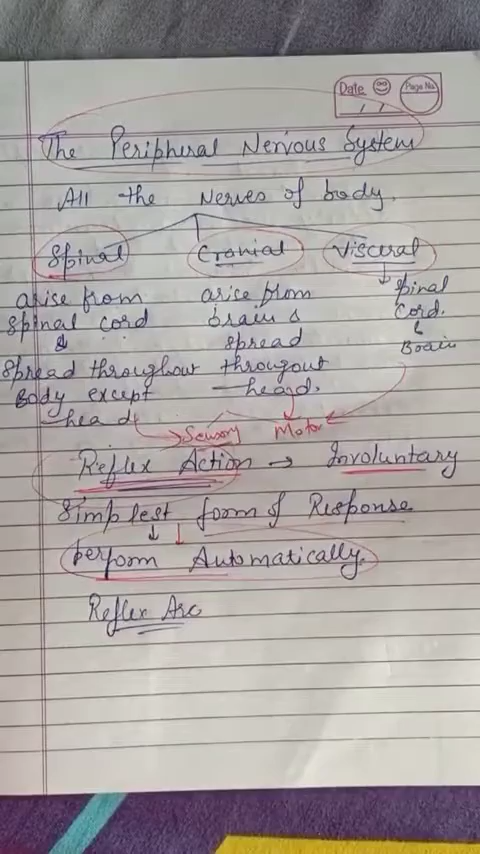 Date
Page No.
The Peripheral Nervous System
All the Nerves of body.
Spinal Cranial Visceral
arise from
spinal cord
&
Spread throughout
Body except
head
arise from
brain &
spread
througout
head.
Spinal
Cord.
&
Brain
Sensory Motor
Reflex Action → Involuntary
Simplest form of Response
perform Automatically.
Reflex Arc